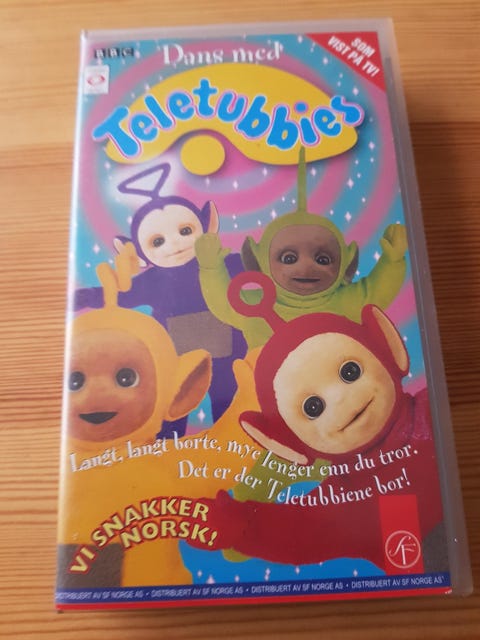 BBC
Dans med
SOM
VIST PÅ TV!
Teletubbies
Langt, langt borte, mye lenger enn du tror.
Det er der Teletubbiene bor!
VI SNAKKER
NORSK!
SF
DISTRIBUERT AV SF NORGE AS • DISTRIBUERT AV SF NORGE AS • DISTRIBUERT AV SF NORGE AS • DISTRIBUERT AV SF NORGE AS